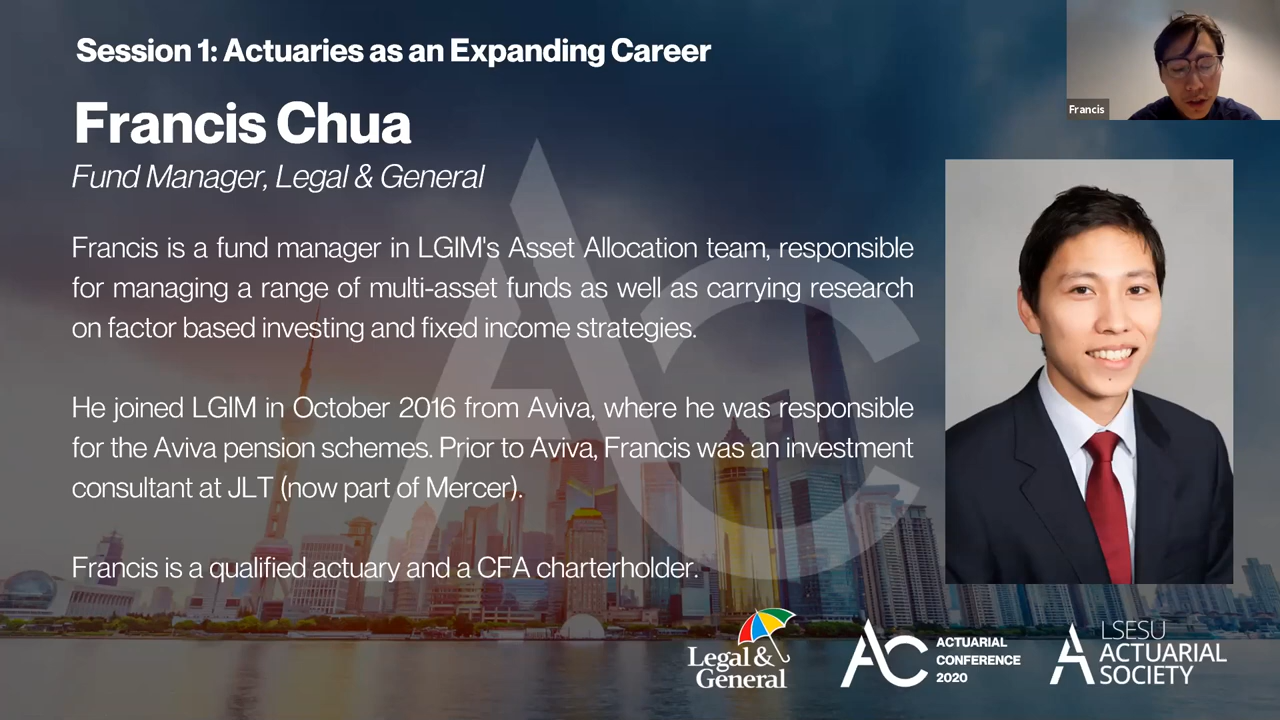 Session 1: Actuaries as an Expanding Career
Francis Chua
Fund Manager, Legal & General
Francis is a fund manager in LGIM's Asset Allocation team, responsible
for managing a range of multi-asset funds as well as carrying research
on factor based investing and fixed income strategies.
He joined LGIM in October 2016 from Aviva, where he was responsible
for the Aviva pension schemes. Prior to Aviva, Francis was an investment
consultant at JLT (now part of Mercer).
Francis is a qualified actuary and a CFA charterholder.
Francis
AC
Legal &
General
AC
ACTUARIAL
CONFERENCE
2020
LSESU
ACTUARIAL
SOCIETY